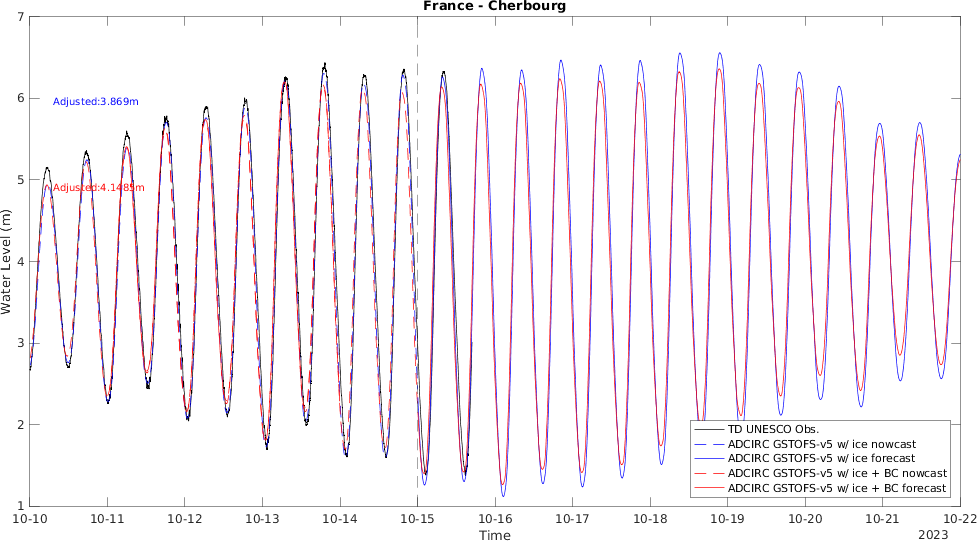 France - Cherbourg
7
6
5
4
3
2
1
Water Level (m)
Adjusted:3.869m
Adjusted:4.1485m
TD UNESCO Obs.
ADCIRC GSTOFS-v5 w/ ice nowcast
ADCIRC GSTOFS-v5 w/ ice forecast
ADCIRC GSTOFS-v5 w/ ice + BC nowcast
ADCIRC GSTOFS-v5 w/ ice + BC forecast
10-10 10-11 10-12 10-13 10-14 10-15 10-16 10-17 10-18 10-19 10-20 10-21 10-22
Time
2023